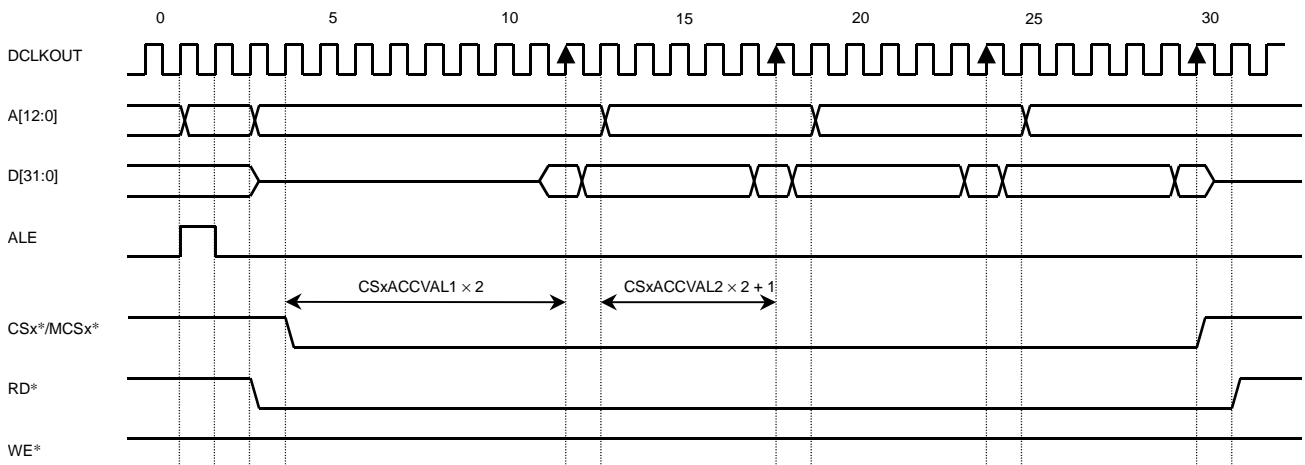 0 5 10 15 20 25 30
DCLKOUT
A[12:0]
D[31:0]
ALE
CSxACCVAL1 × 2 CSxACCVAL2 × 2 + 1
CSx*/MCSx*
RD*
WE*